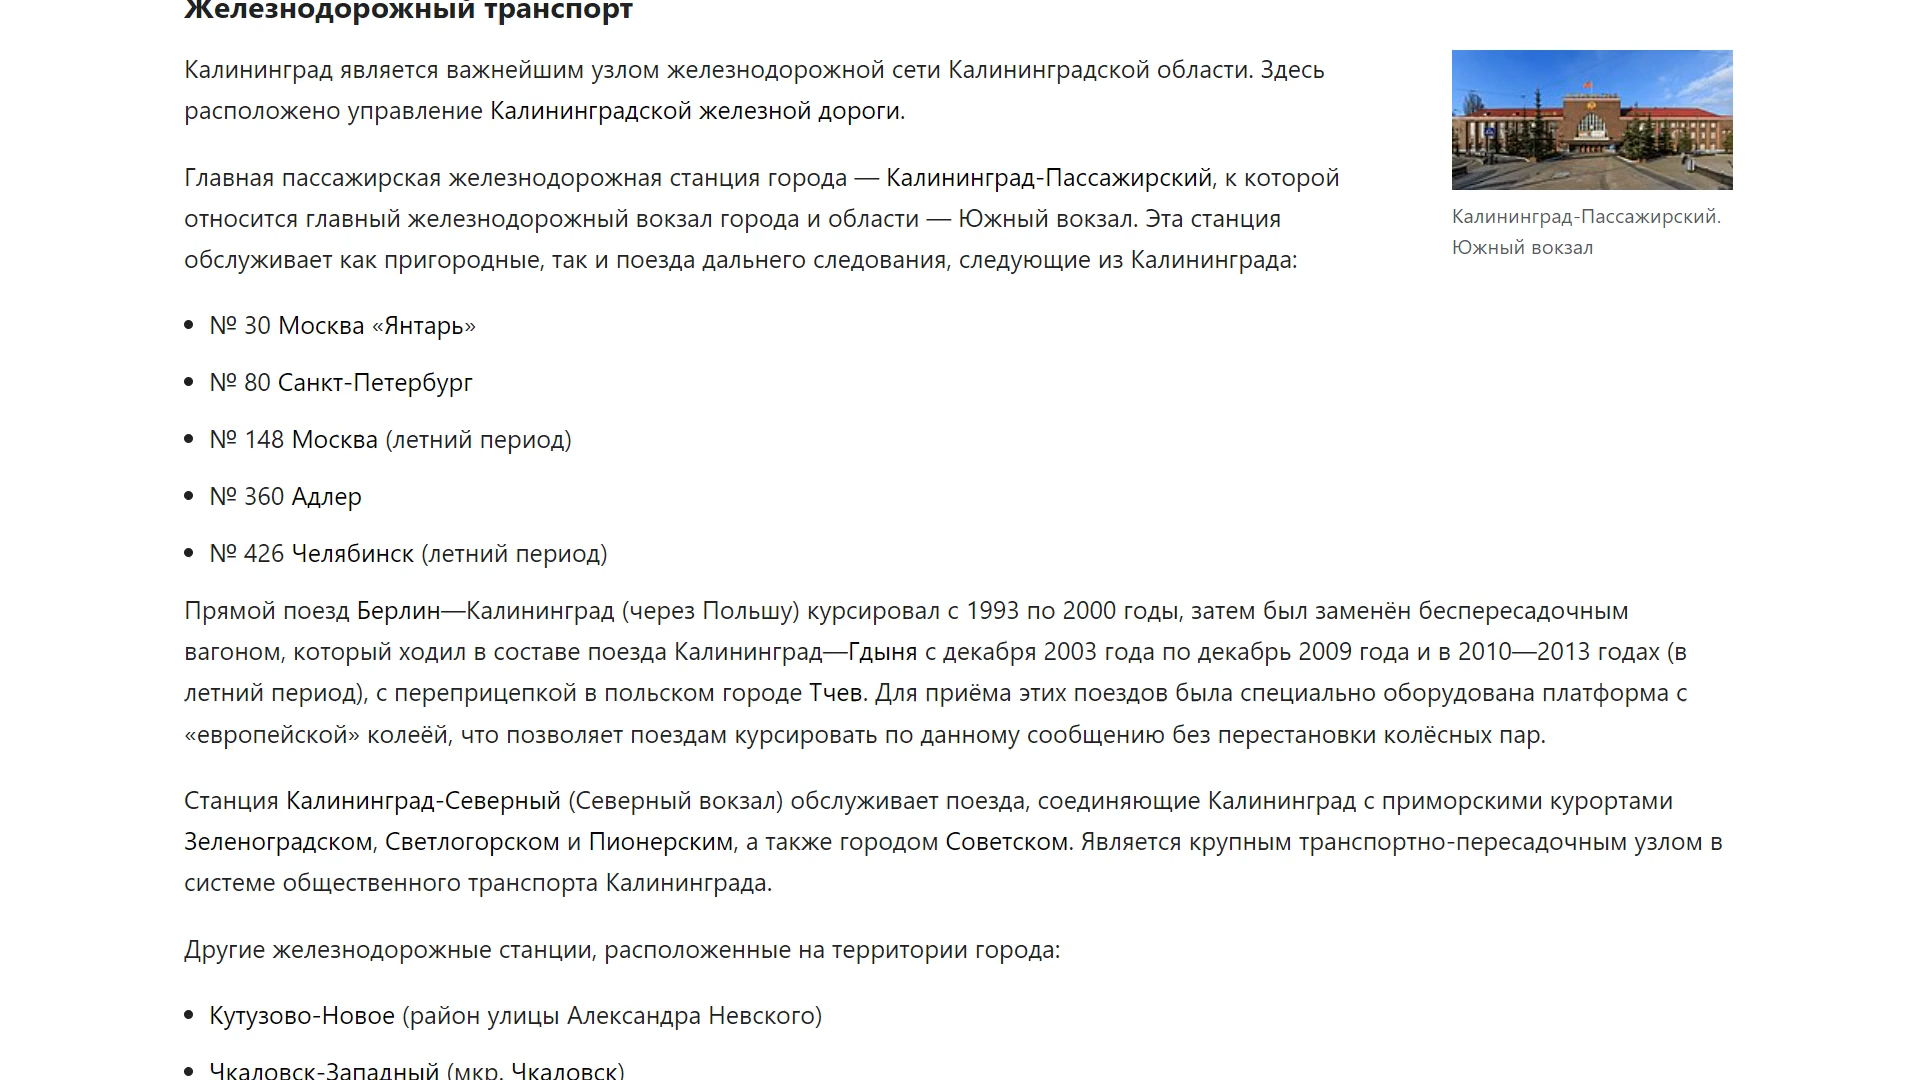 Железнодорожный транспорт
Калининград является важнейшим узлом железнодорожной сети Калининградской области. Здесь
расположено управление Калининградской железной дороги.
Главная пассажирская железнодорожная станция города — Калининград-Пассажирский, к которой
относится главный железнодорожный вокзал города и области — Южный вокзал. Эта станция
обслуживает как пригородные, так и поезда дальнего следования, следующие из Калининграда:
Калининград-Пассажирский.
Южный вокзал
• № 30 Москва «Янтарь»
• № 80 Санкт-Петербург
• № 148 Москва (летний период)
• № 360 Адлер
• № 426 Челябинск (летний период)
Прямой поезд Берлин—Калининград (через Польшу) курсировал с 1993 по 2000 годы, затем был заменён беспересадочным
вагоном, который ходил в составе поезда Калининград—Гдыня с декабря 2003 года по декабрь 2009 года и в 2010—2013 годах (в
летний период), с переприцепкой в польском городе Тчев. Для приёма этих поездов была специально оборудована платформа с
«европейской» колеёй, что позволяет поездам курсировать по данному сообщению без перестановки колёсных пар.
Станция Калининград-Северный (Северный вокзал) обслуживает поезда, соединяющие Калининград с приморскими курортами
Зеленоградском, Светлогорском и Пионерским, а также городом Советском. Является крупным транспортно-пересадочным узлом в
системе общественного транспорта Калининграда.
Другие железнодорожные станции, расположенные на территории города:
• Кутузово-Новое (район улицы Александра Невского)
• Чкаловск-Западный (мкр. Чкаловск)